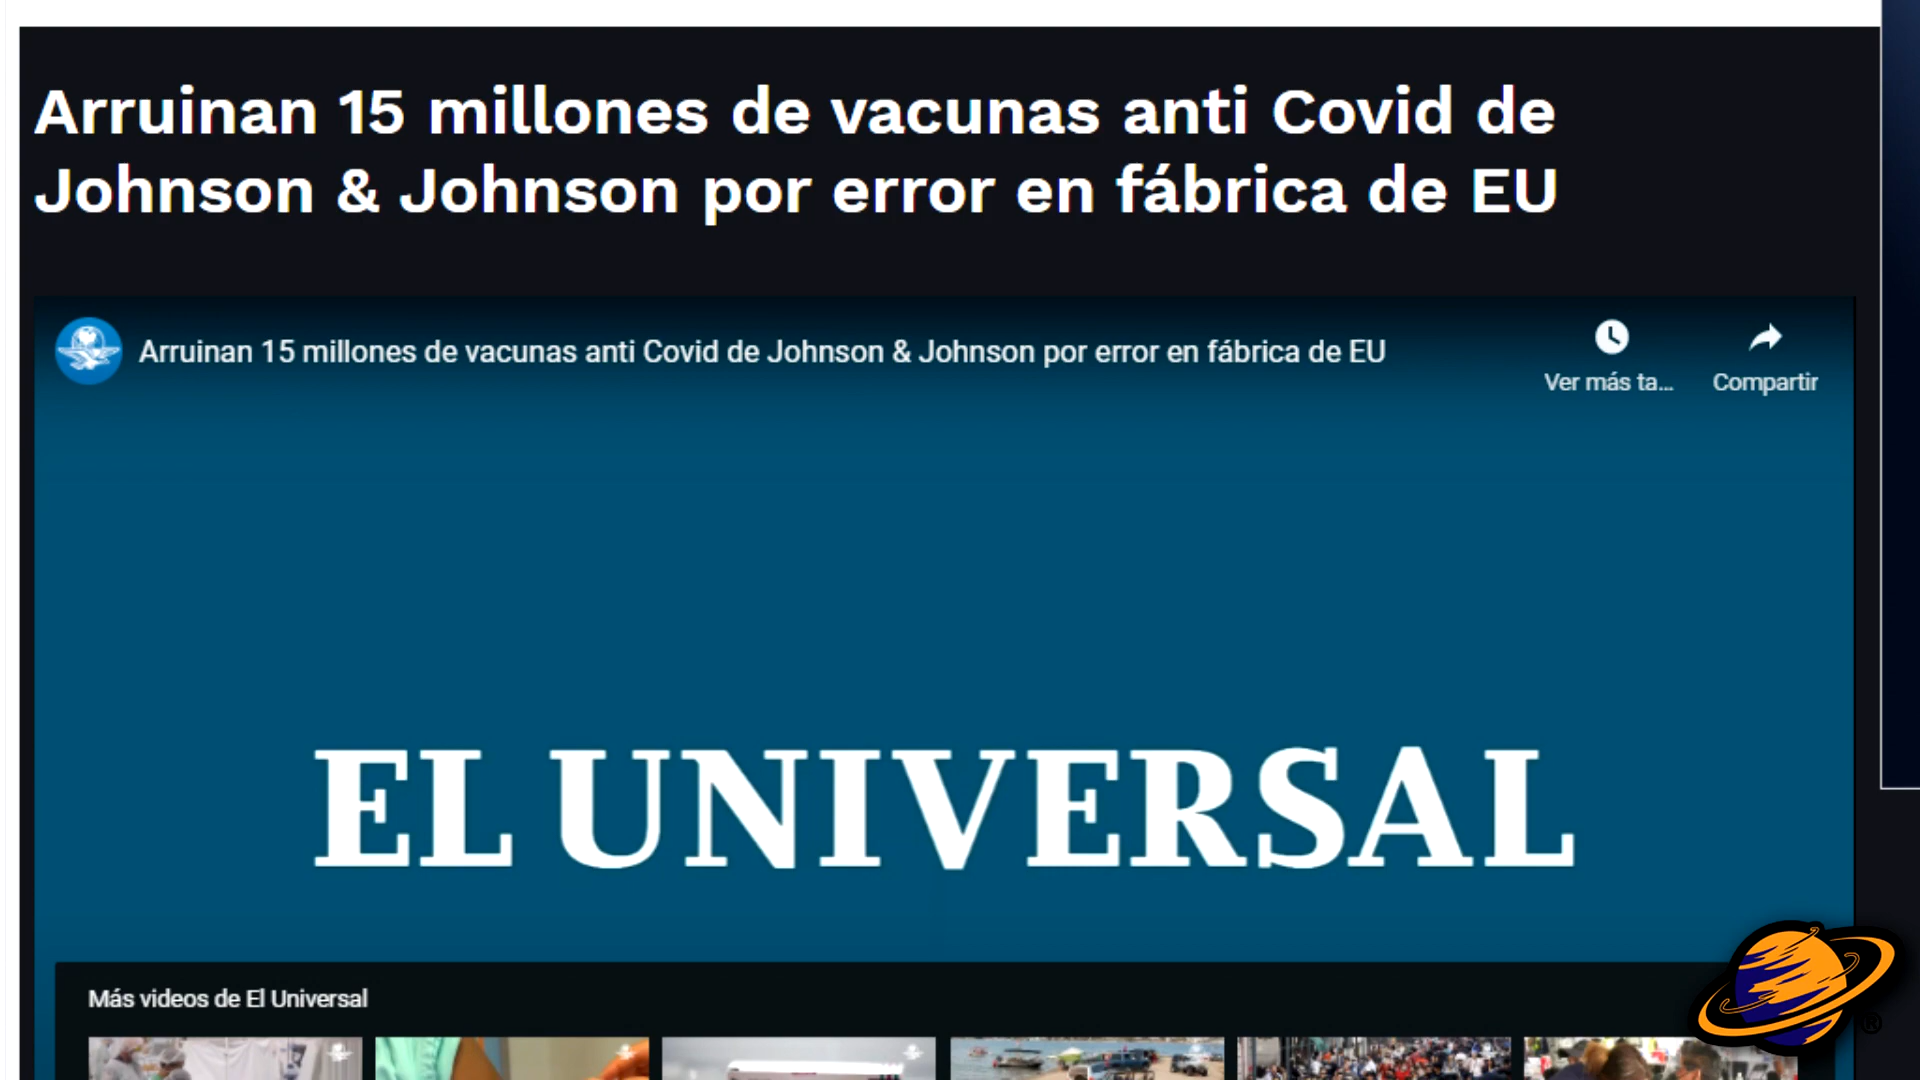 Arruinan 15 millones de vacunas anti Covid de
Johnson & Johnson por error en fábrica de EU
Arruinan 15 millones de vacunas anti Covid de Johnson & Johnson por error en fábrica de EU
Ver más ta...
Compartir
EL UNIVERSAL
Más videos de El Universal
®